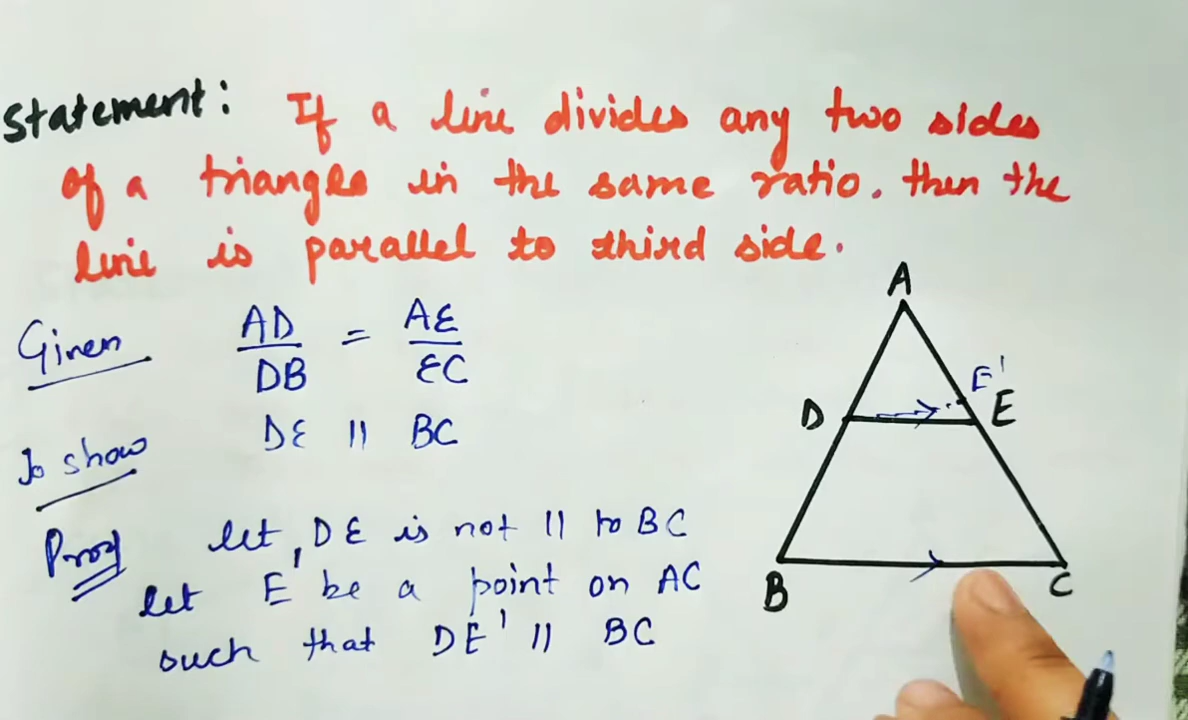 Statement: If a line divides any two sides
of a triangle in the same ratio. then the
line is parallel to third side.
Given AD/DB = AE/EC
To show DE || BC
Proof let, DE is not || to BC
let E' be a point on AC
such that DE' || BC
A
E'
D E
B C